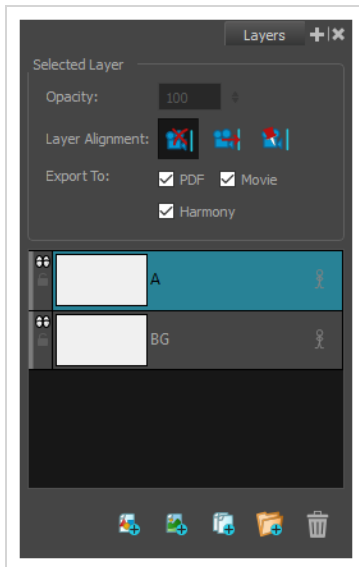 Layers
Selected Layer
Opacity: 100
Layer Alignment:
Export To: PDF Movie
Harmony
A
BG